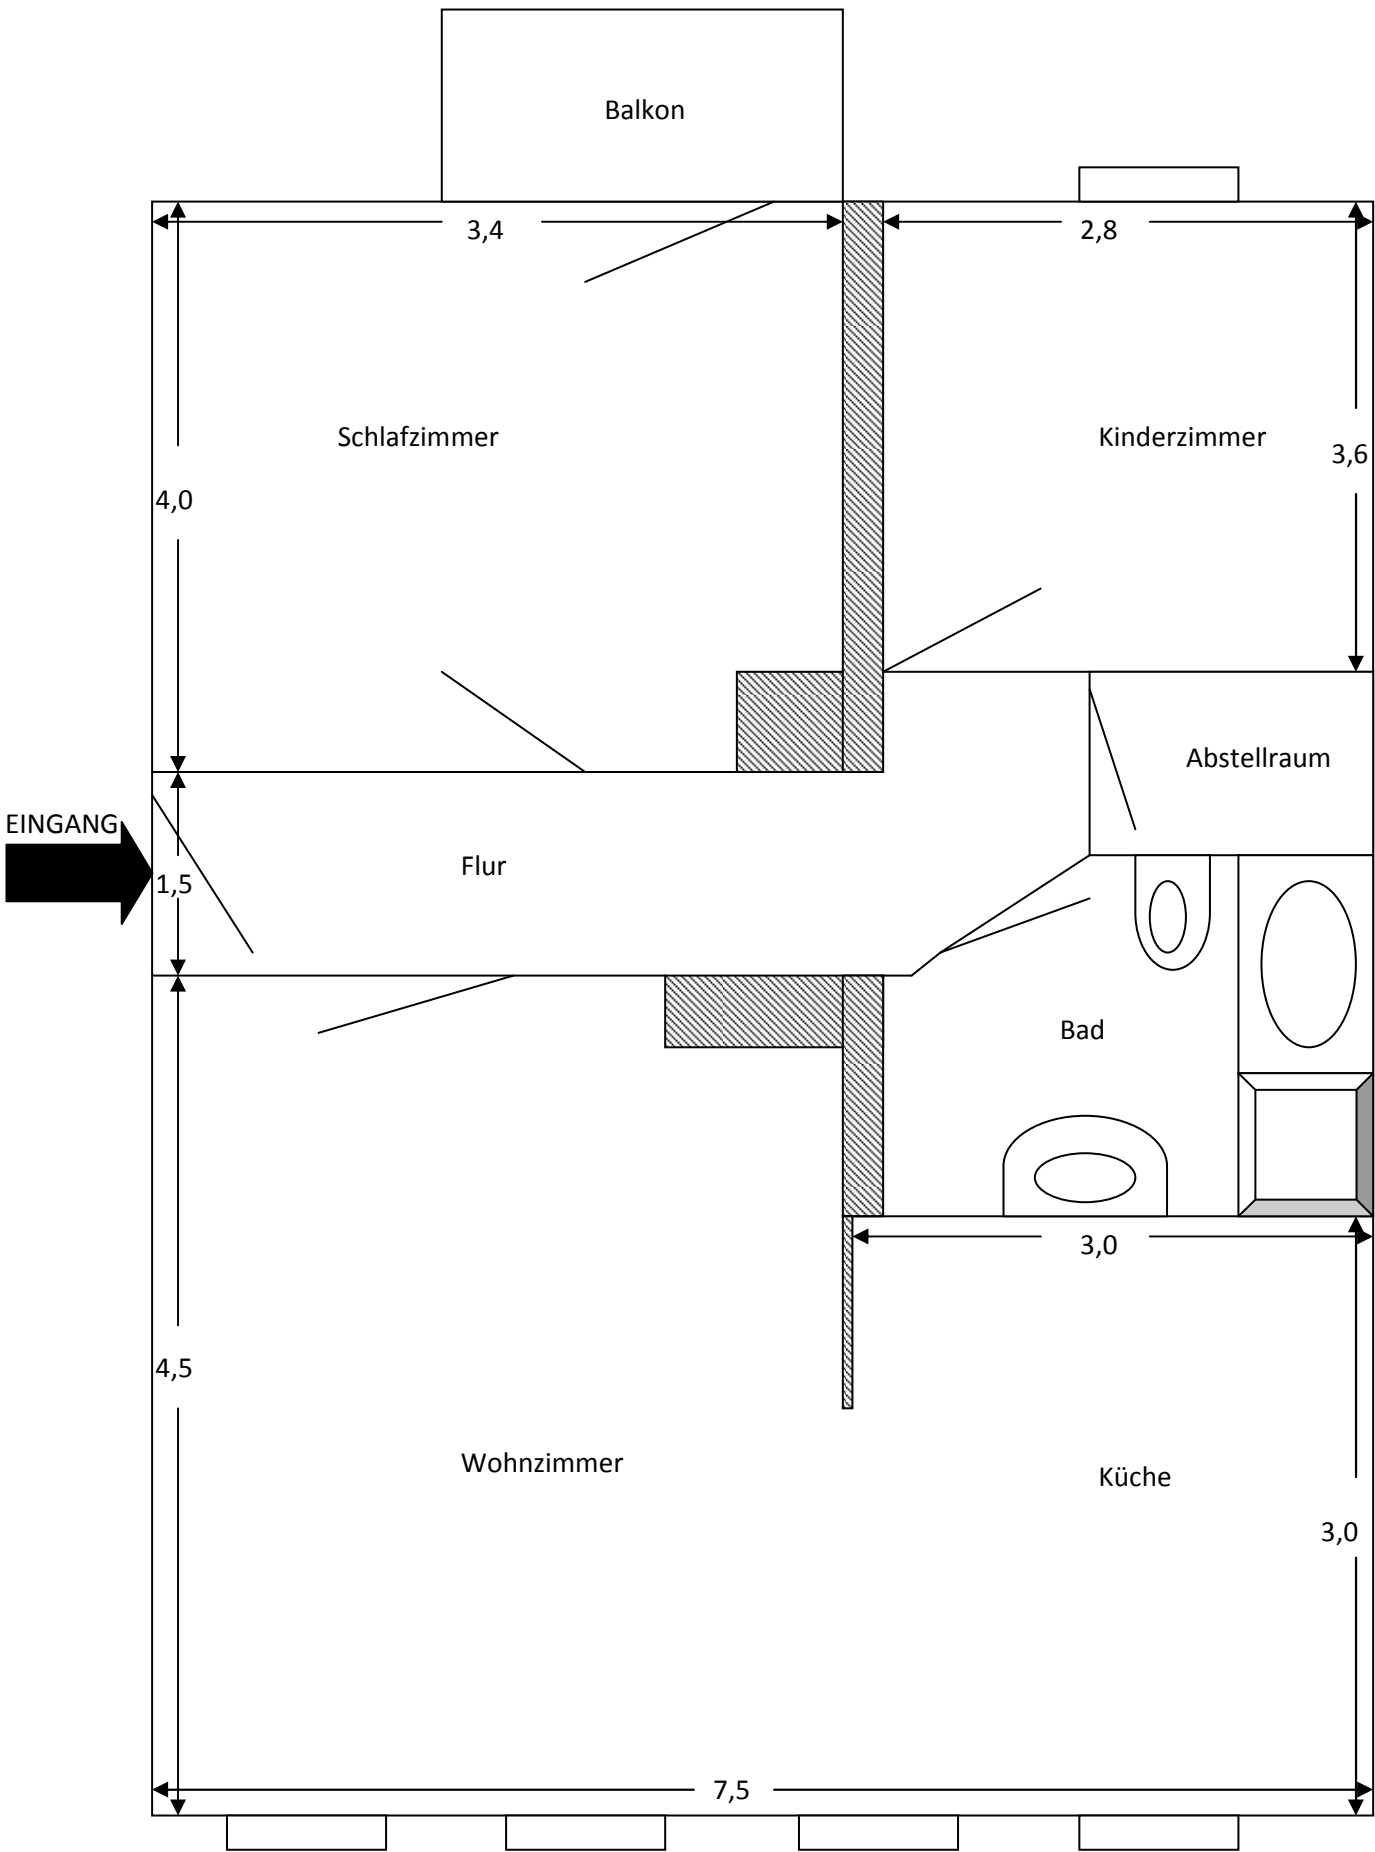 Balkon
3,4
2,8
Schlafzimmer
Kinderzimmer
3,6
4,0
Abstellraum
EINGANG
Flur
1,5
Bad
3,0
4,5
Wohnzimmer
Küche
3,0
7,5